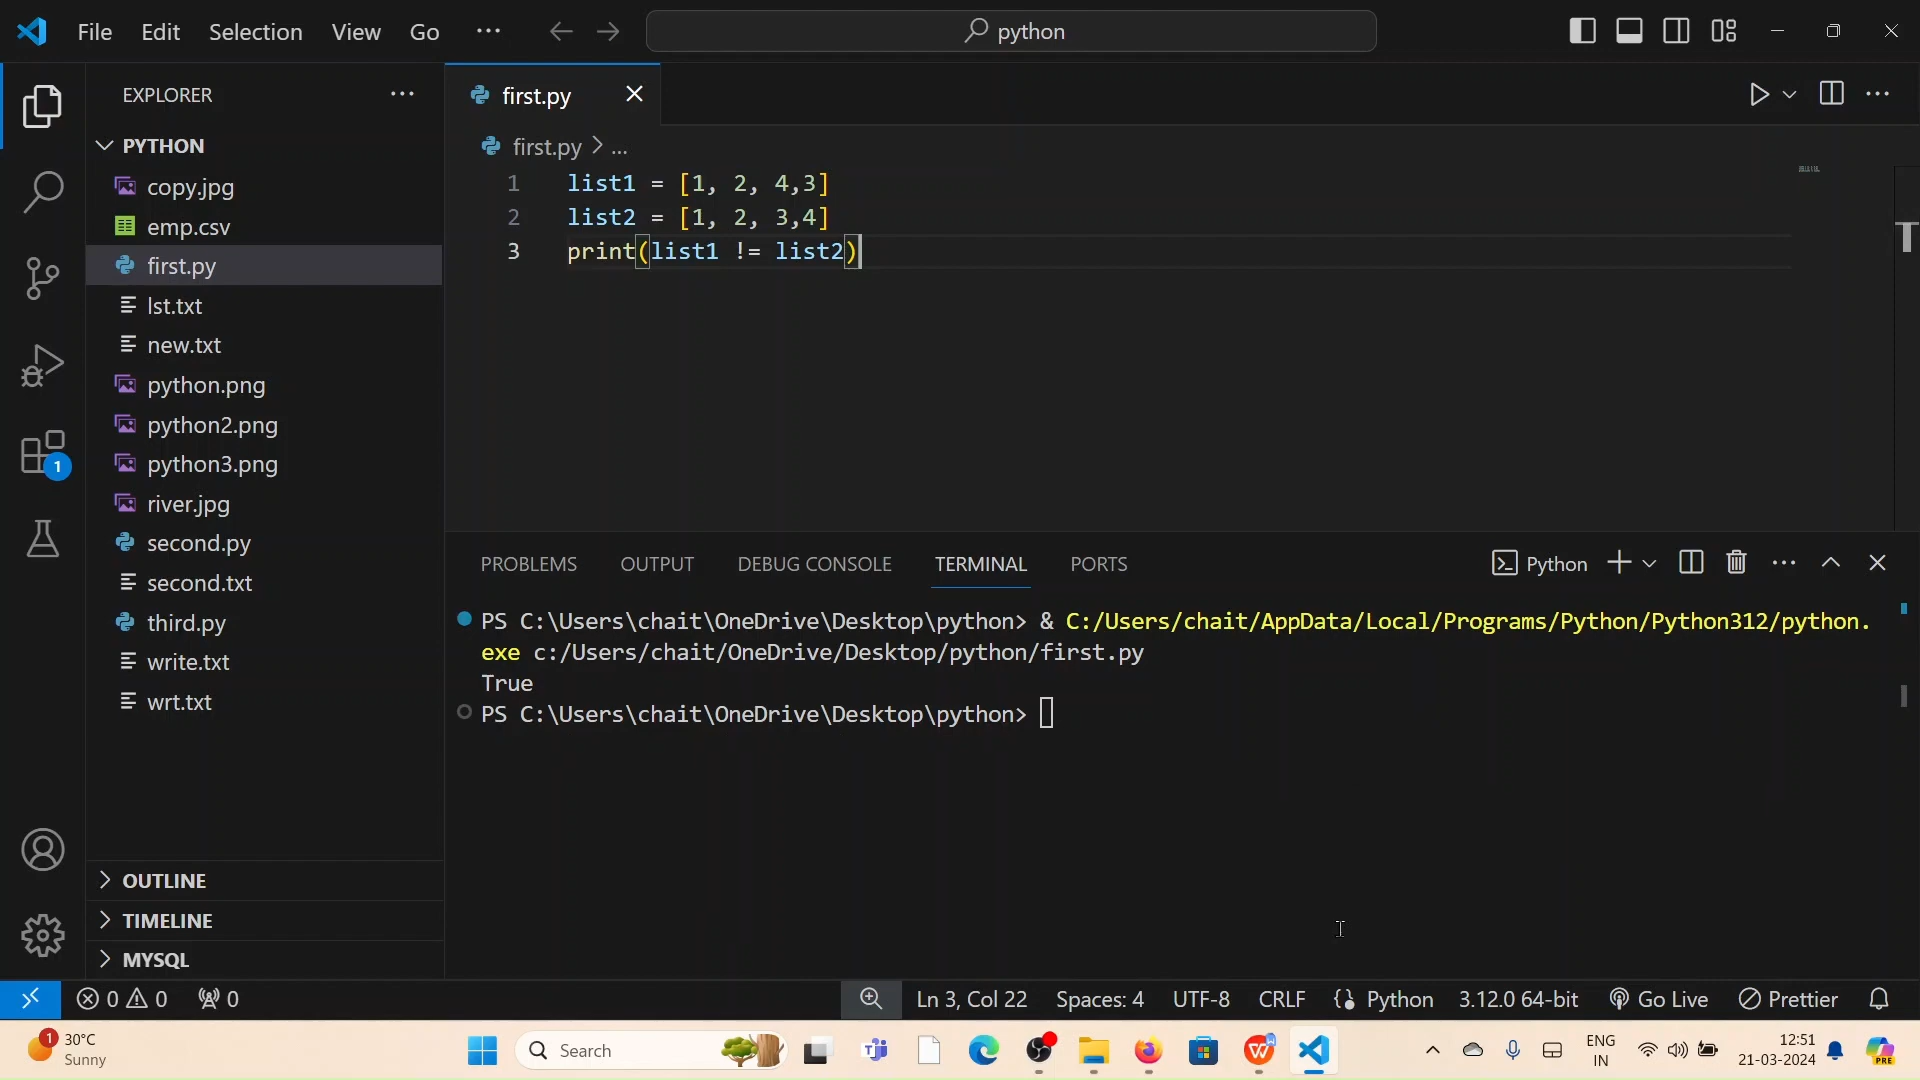 File Edit Selection View Go ··· python
EXPLORER ···
PYTHON
copy.jpg
emp.csv
first.py
lst.txt
new.txt
python.png
python2.png
python3.png
river.jpg
second.py
second.txt
third.py
write.txt
wrt.txt
OUTLINE
TIMELINE
MYSQL
1
first.py
first.py > ...
1 list1 = [1, 2, 4,3]
2 list2 = [1, 2, 3,4]
3 print(list1 != list2)
PROBLEMS OUTPUT DEBUG CONSOLE TERMINAL PORTS Python
PS C:\Users\chait\OneDrive\Desktop\python> & C:/Users/chait/AppData/Local/Programs/Python/Python312/python.
exe c:/Users/chait/OneDrive/Desktop/python/first.py
True
PS C:\Users\chait\OneDrive\Desktop\python>
0 0 0 Ln 3, Col 22 Spaces: 4 UTF-8 CRLF Python 3.12.0 64-bit Go Live Prettier
1 30°C
Sunny
Search
ENG
IN
12:51
21-03-2024
PRE